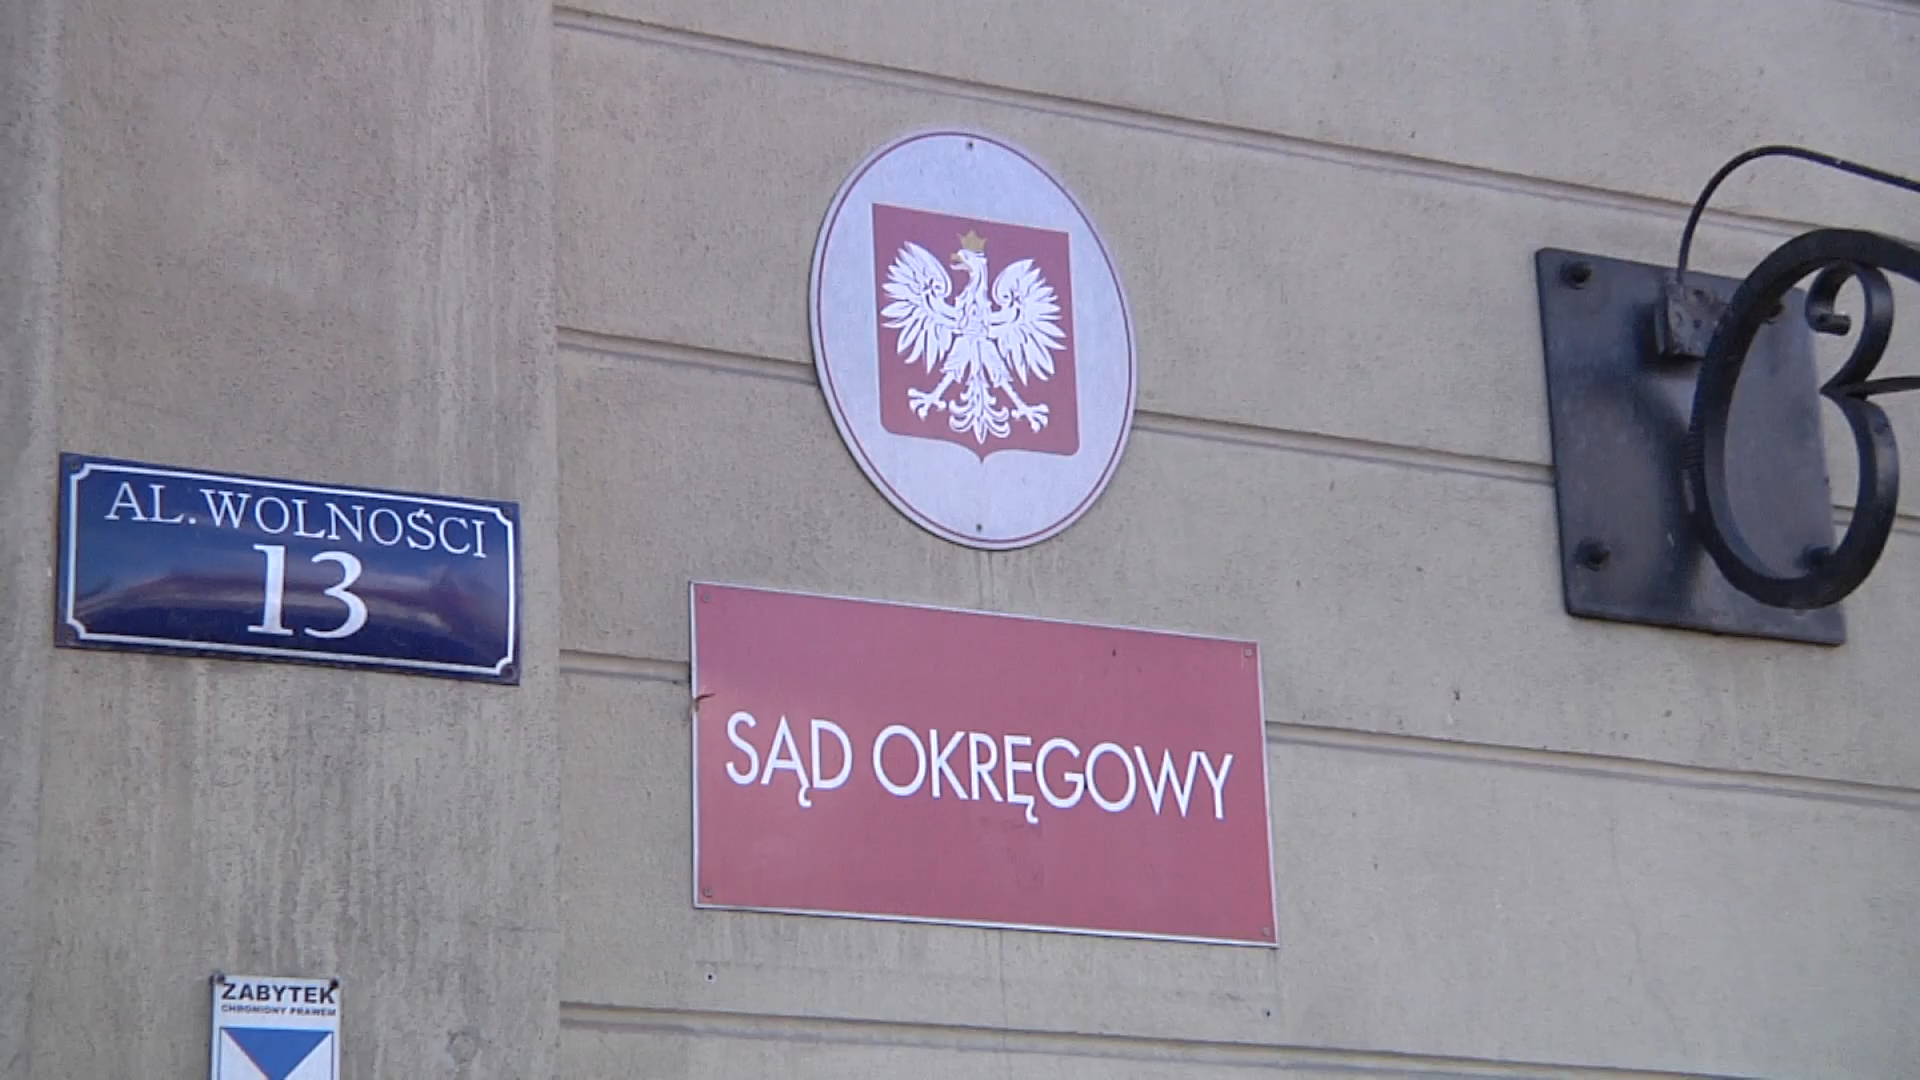 AL. WOLNOŚCI
13
SĄD OKRĘGOWY
ZABYTEK
CHRONIONY PRAWEM